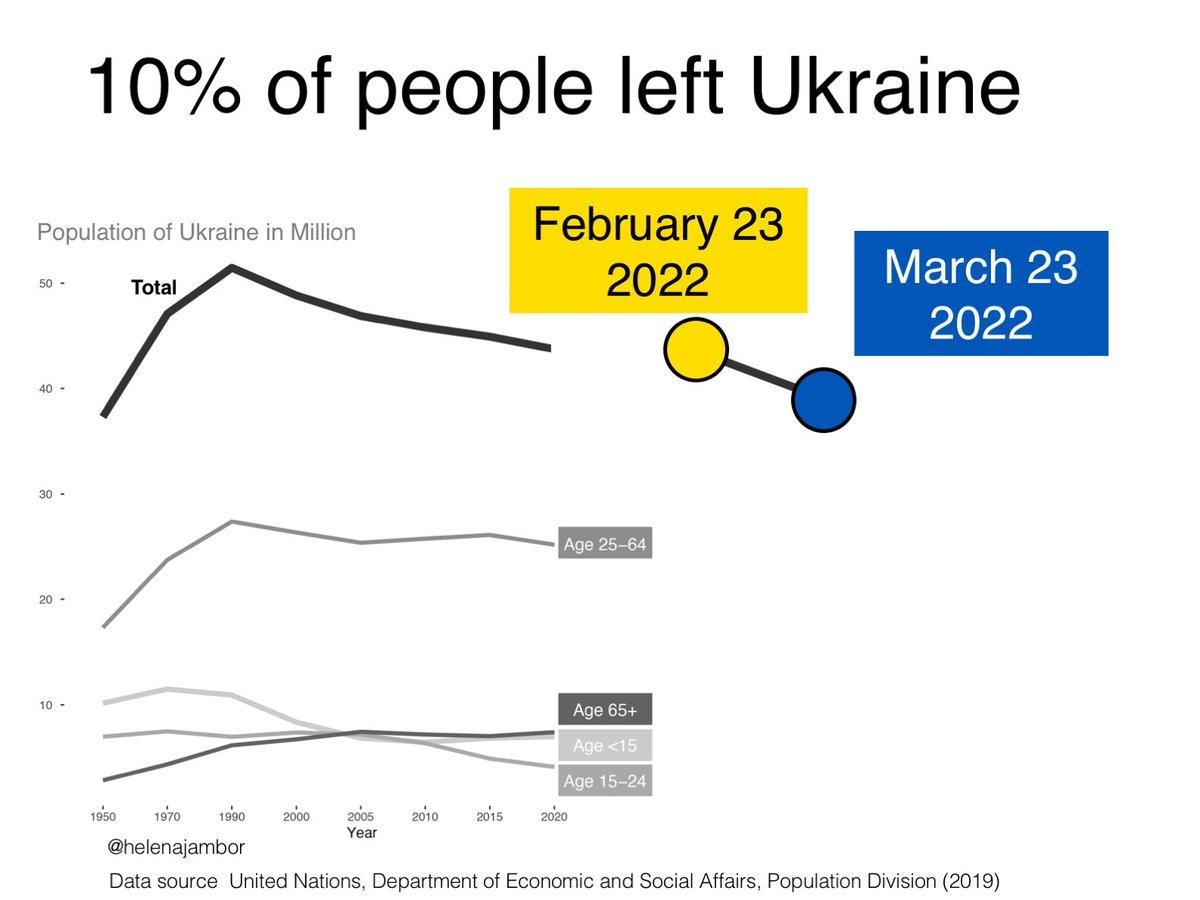 10% of people left Ukraine
February 23
2022
March 23
2022
Population of Ukraine in Million
Total
50
40
30
20
10
Age 25–64
Age 65+
Age <15
Age 15–24
1950 1970 1990 2000 2005 2010 2015 2020
Year
@helenajambor
Data source United Nations, Department of Economic and Social Affairs, Population Division (2019)